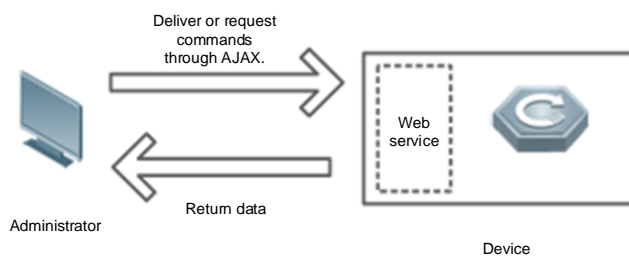 Deliver or request
commands
through AJAX.
Web
service
Return data
Administrator
Device